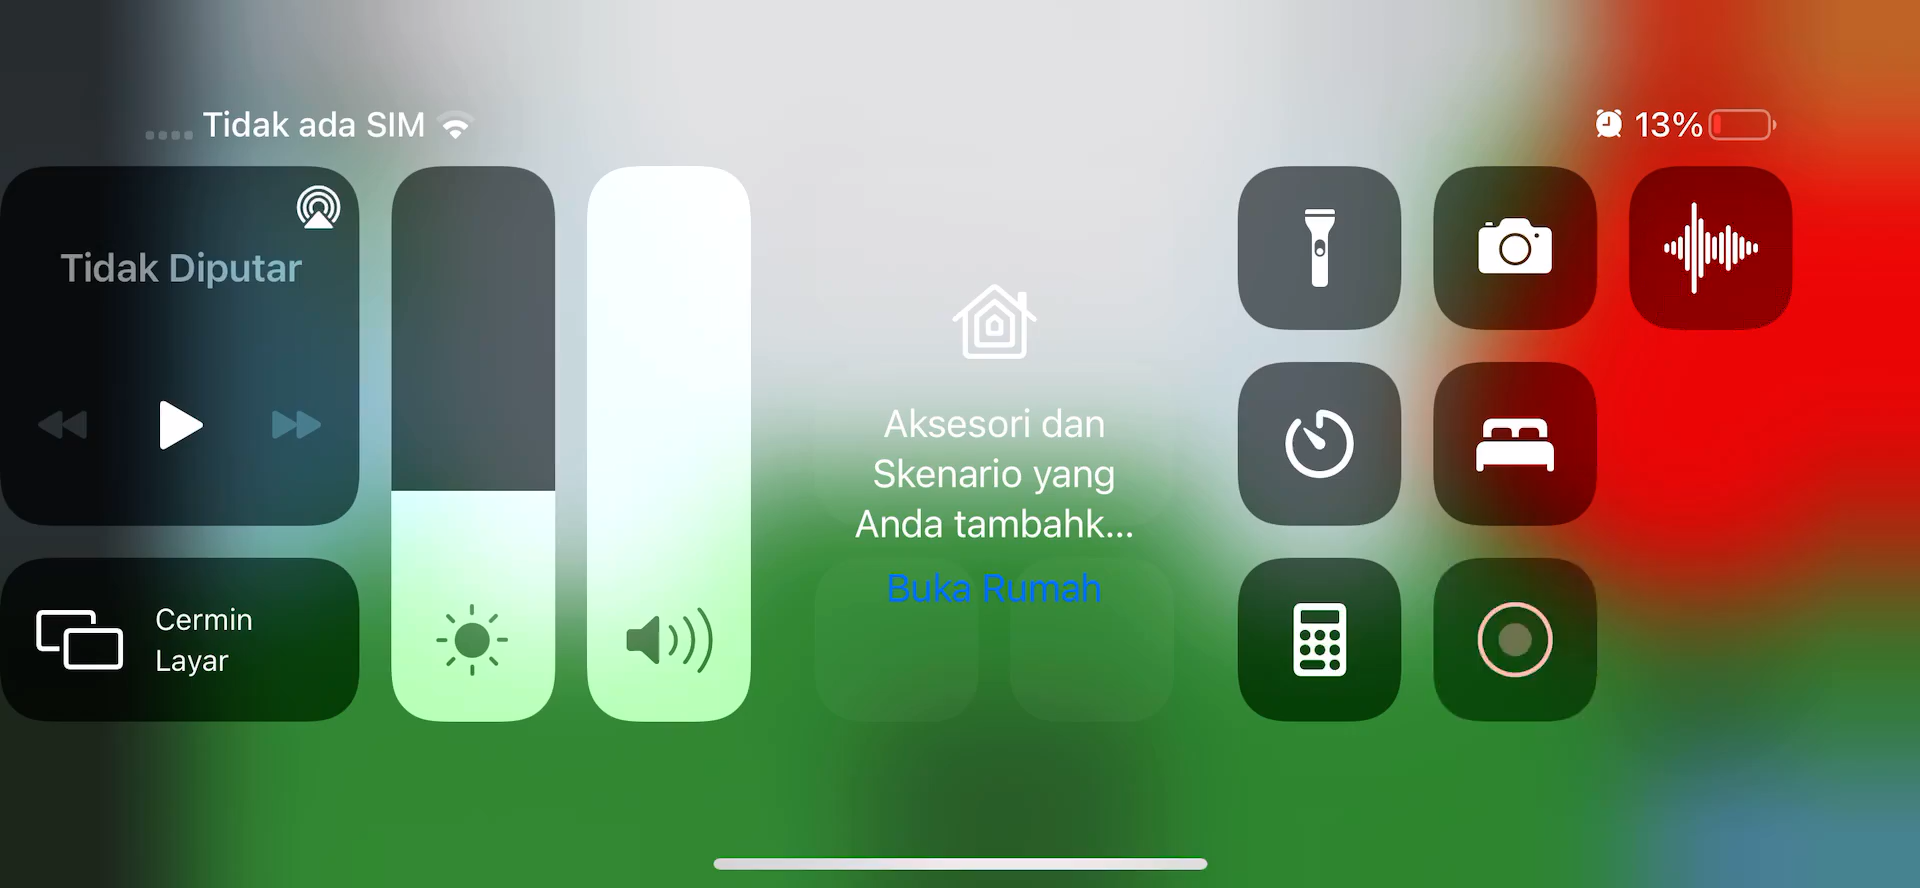 Tidak ada SIM
13%
Tidak Diputar
Cermin
Layar
Aksesori dan
Skenario yang
Anda tambahk...
Buka Rumah